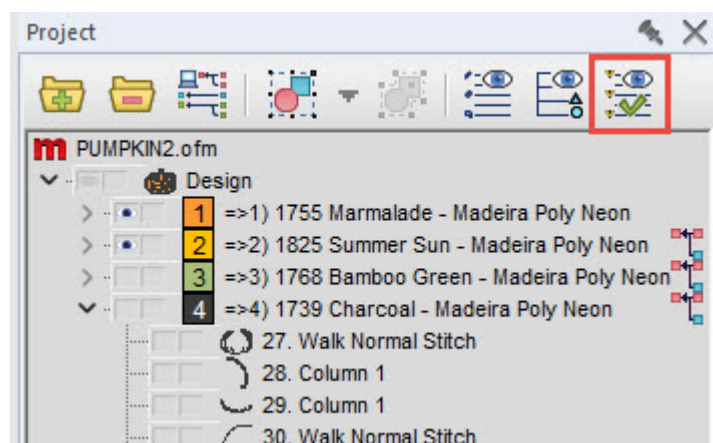 Project
m PUMPKIN2.ofm
Design
1 =>1) 1755 Marmalade - Madeira Poly Neon
2 =>2) 1825 Summer Sun - Madeira Poly Neon
3 =>3) 1768 Bamboo Green - Madeira Poly Neon
4 =>4) 1739 Charcoal - Madeira Poly Neon
27. Walk Normal Stitch
28. Column 1
29. Column 1
30. Walk Normal Stitch